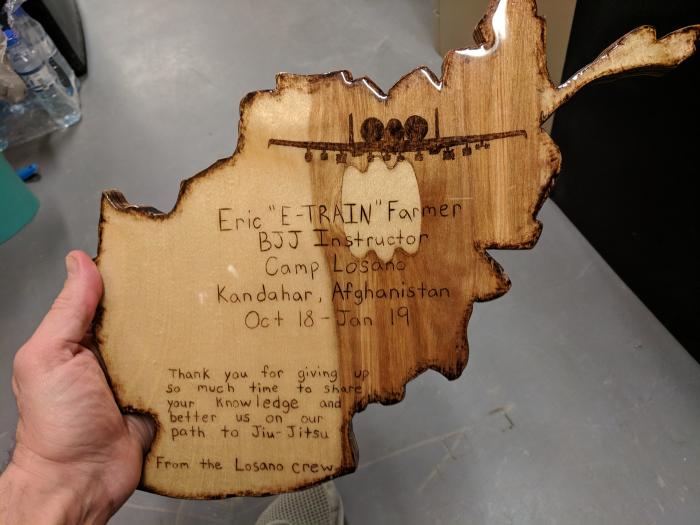 Eric "E-TRAIN" Farmer
BJJ Instructor
Camp Losano
Kandahar, Afghanistan
Oct 18 - Jan 19
Thank you for giving up
so much time to share
your knowledge and
better us on our
path to Jiu-Jitsu
From the Losano crew